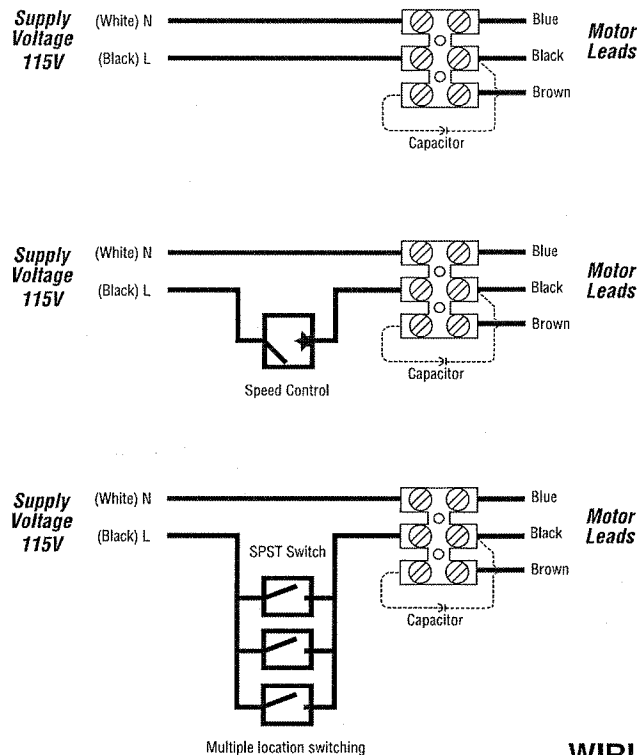 Supply Voltage 115V
(White) N
(Black) L
Blue
Black
Brown
Motor Leads
Capacitor
Supply Voltage 115V
(White) N
(Black) L
Blue
Black
Brown
Motor Leads
Capacitor
Speed Control
Supply Voltage 115V
(White) N
(Black) L
SPST Switch
Blue
Black
Brown
Motor Leads
Capacitor
Multiple location switching